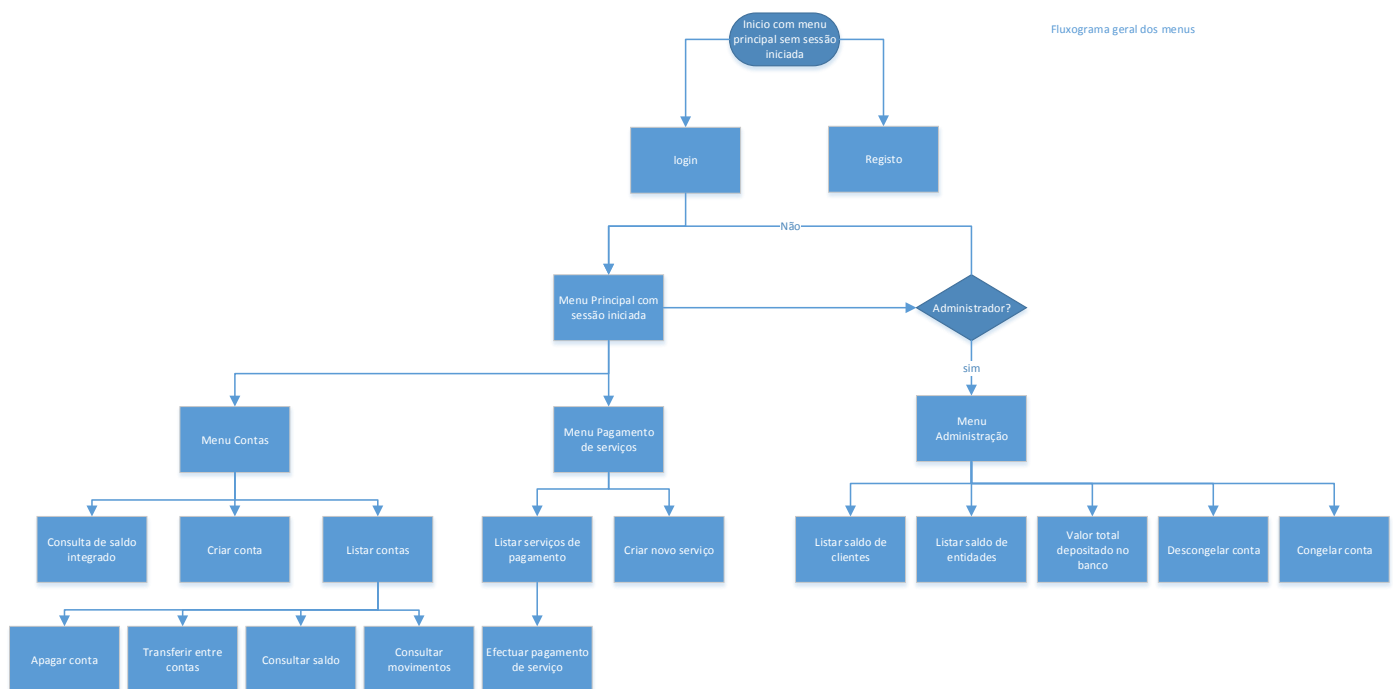 Inicio com menu
principal sem sessão
iniciada
Fluxograma geral dos menus
login
Registo
Não
Menu Principal com
sessão iniciada
Administrador?
sim
Menu Contas
Menu Pagamento
de serviços
Menu
Administração
Consulta de saldo
integrado
Criar conta
Listar contas
Listar serviços de
pagamento
Criar novo serviço
Listar saldo de
clientes
Listar saldo de
entidades
Valor total
depositado no
banco
Descongelar conta
Congelar conta
Apagar conta
Transferir entre
contas
Consultar saldo
Consultar
movimentos
Efectuar pagamento
de serviço